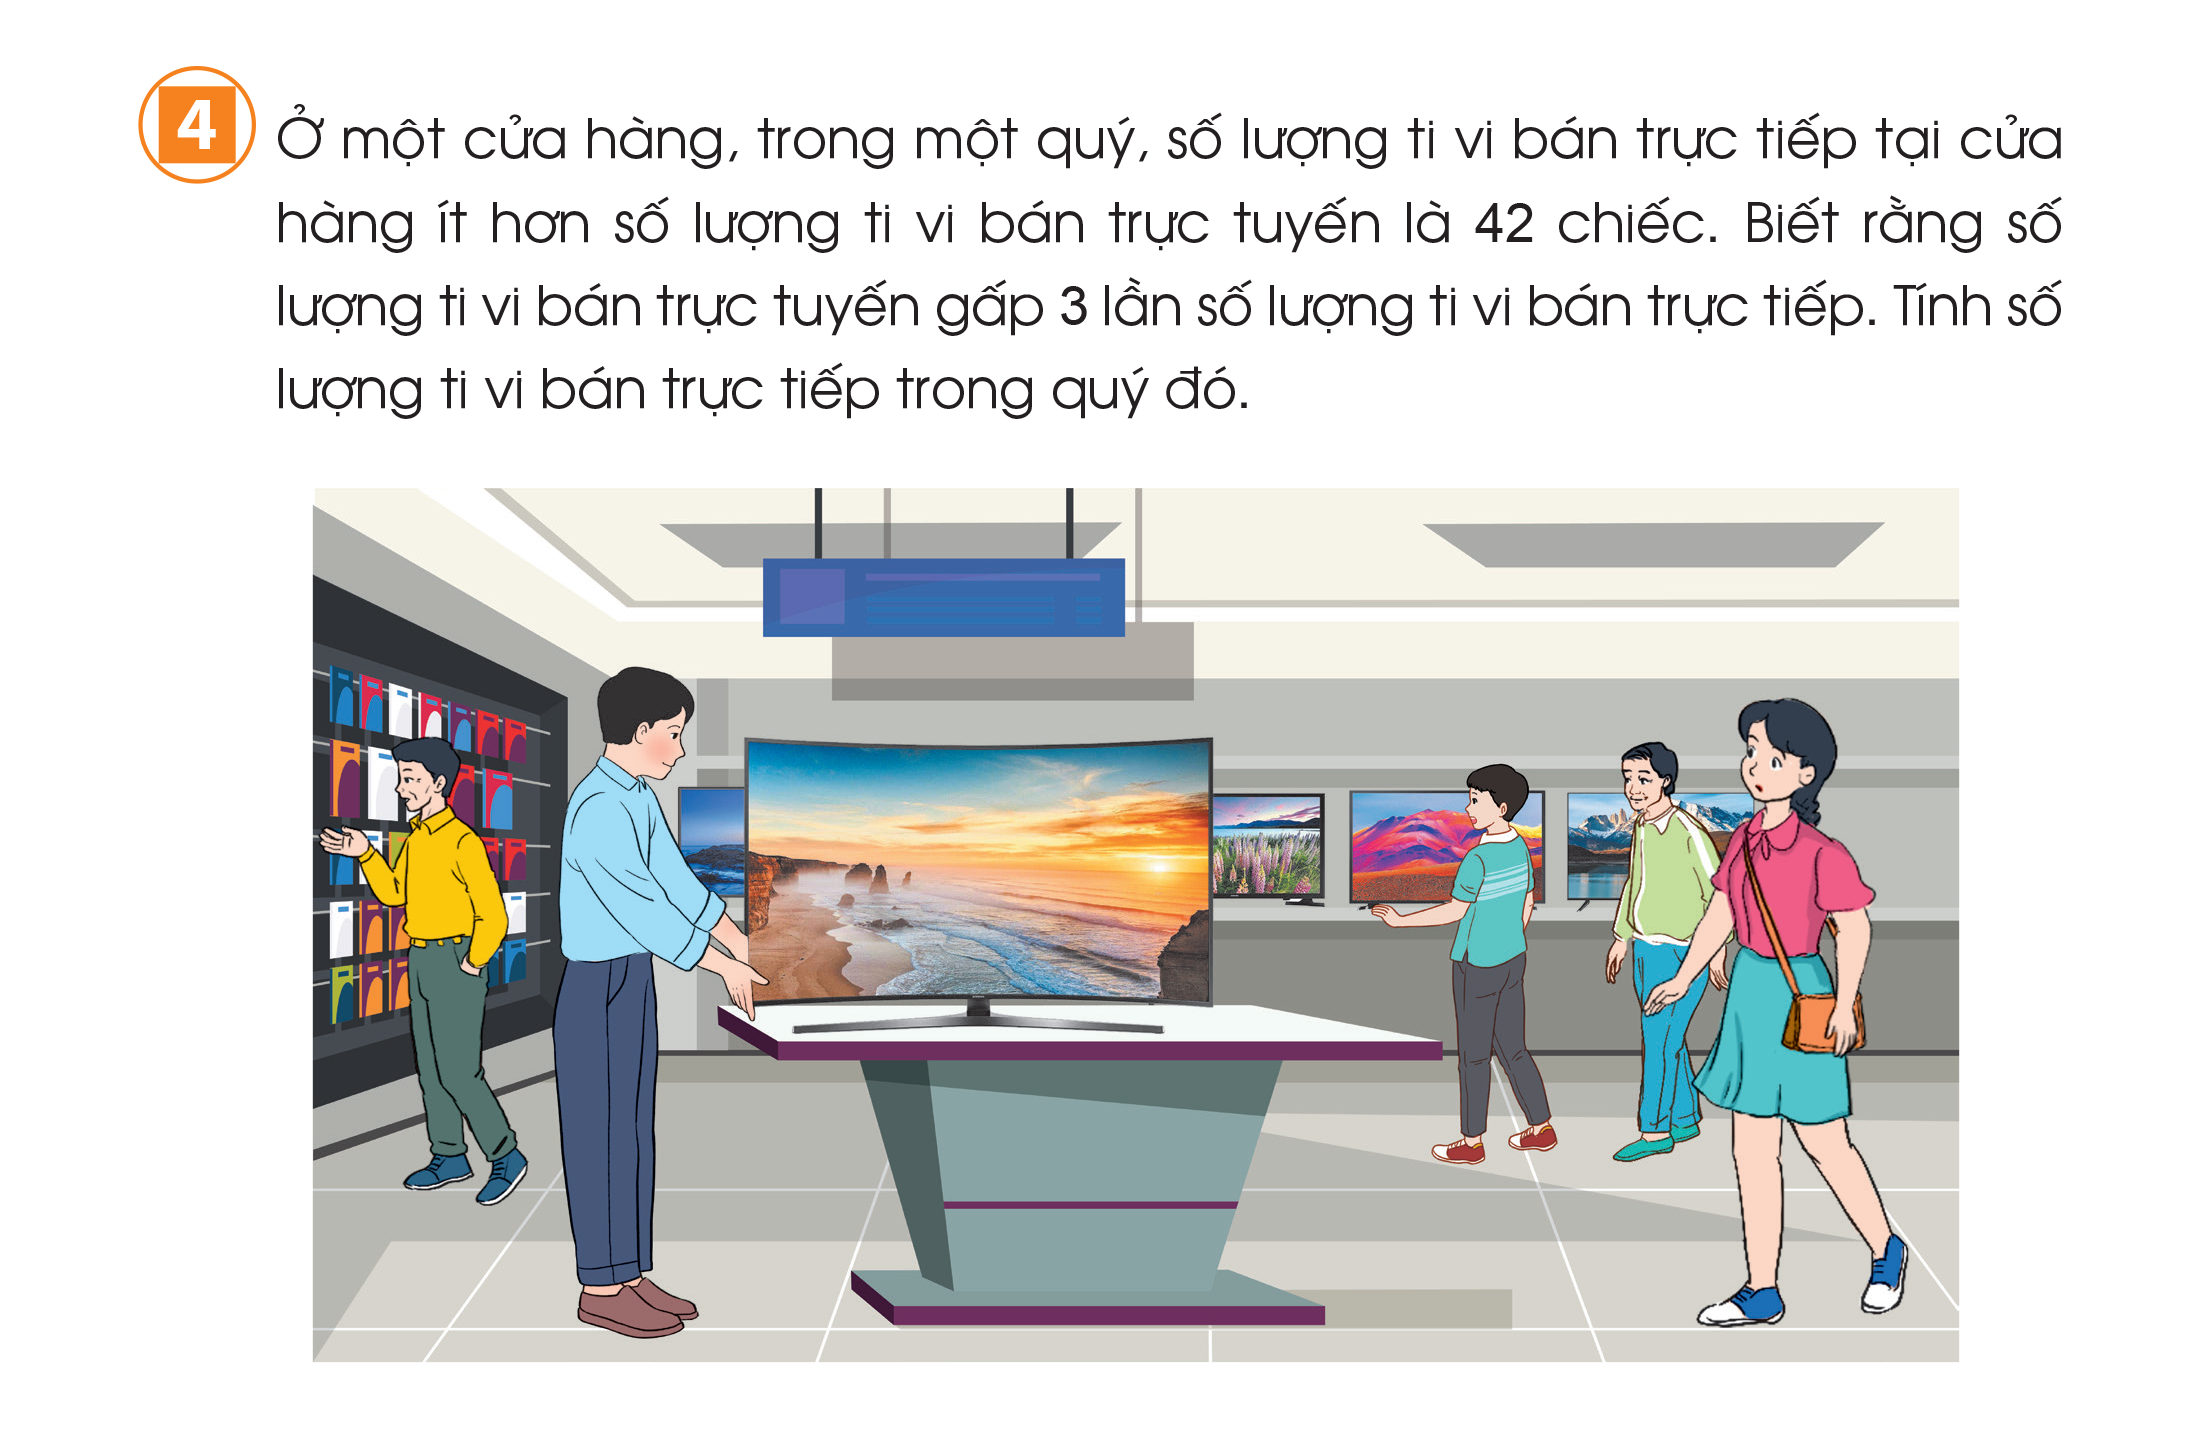 4 Ở một cửa hàng, trong một quý, số lượng ti vi bán trực tiếp tại cửa
hàng ít hơn số lượng ti vi bán trực tuyến là 42 chiếc. Biết rằng số
lượng ti vi bán trực tuyến gấp 3 lần số lượng ti vi bán trực tiếp. Tính số
lượng ti vi bán trực tiếp trong quý đó.